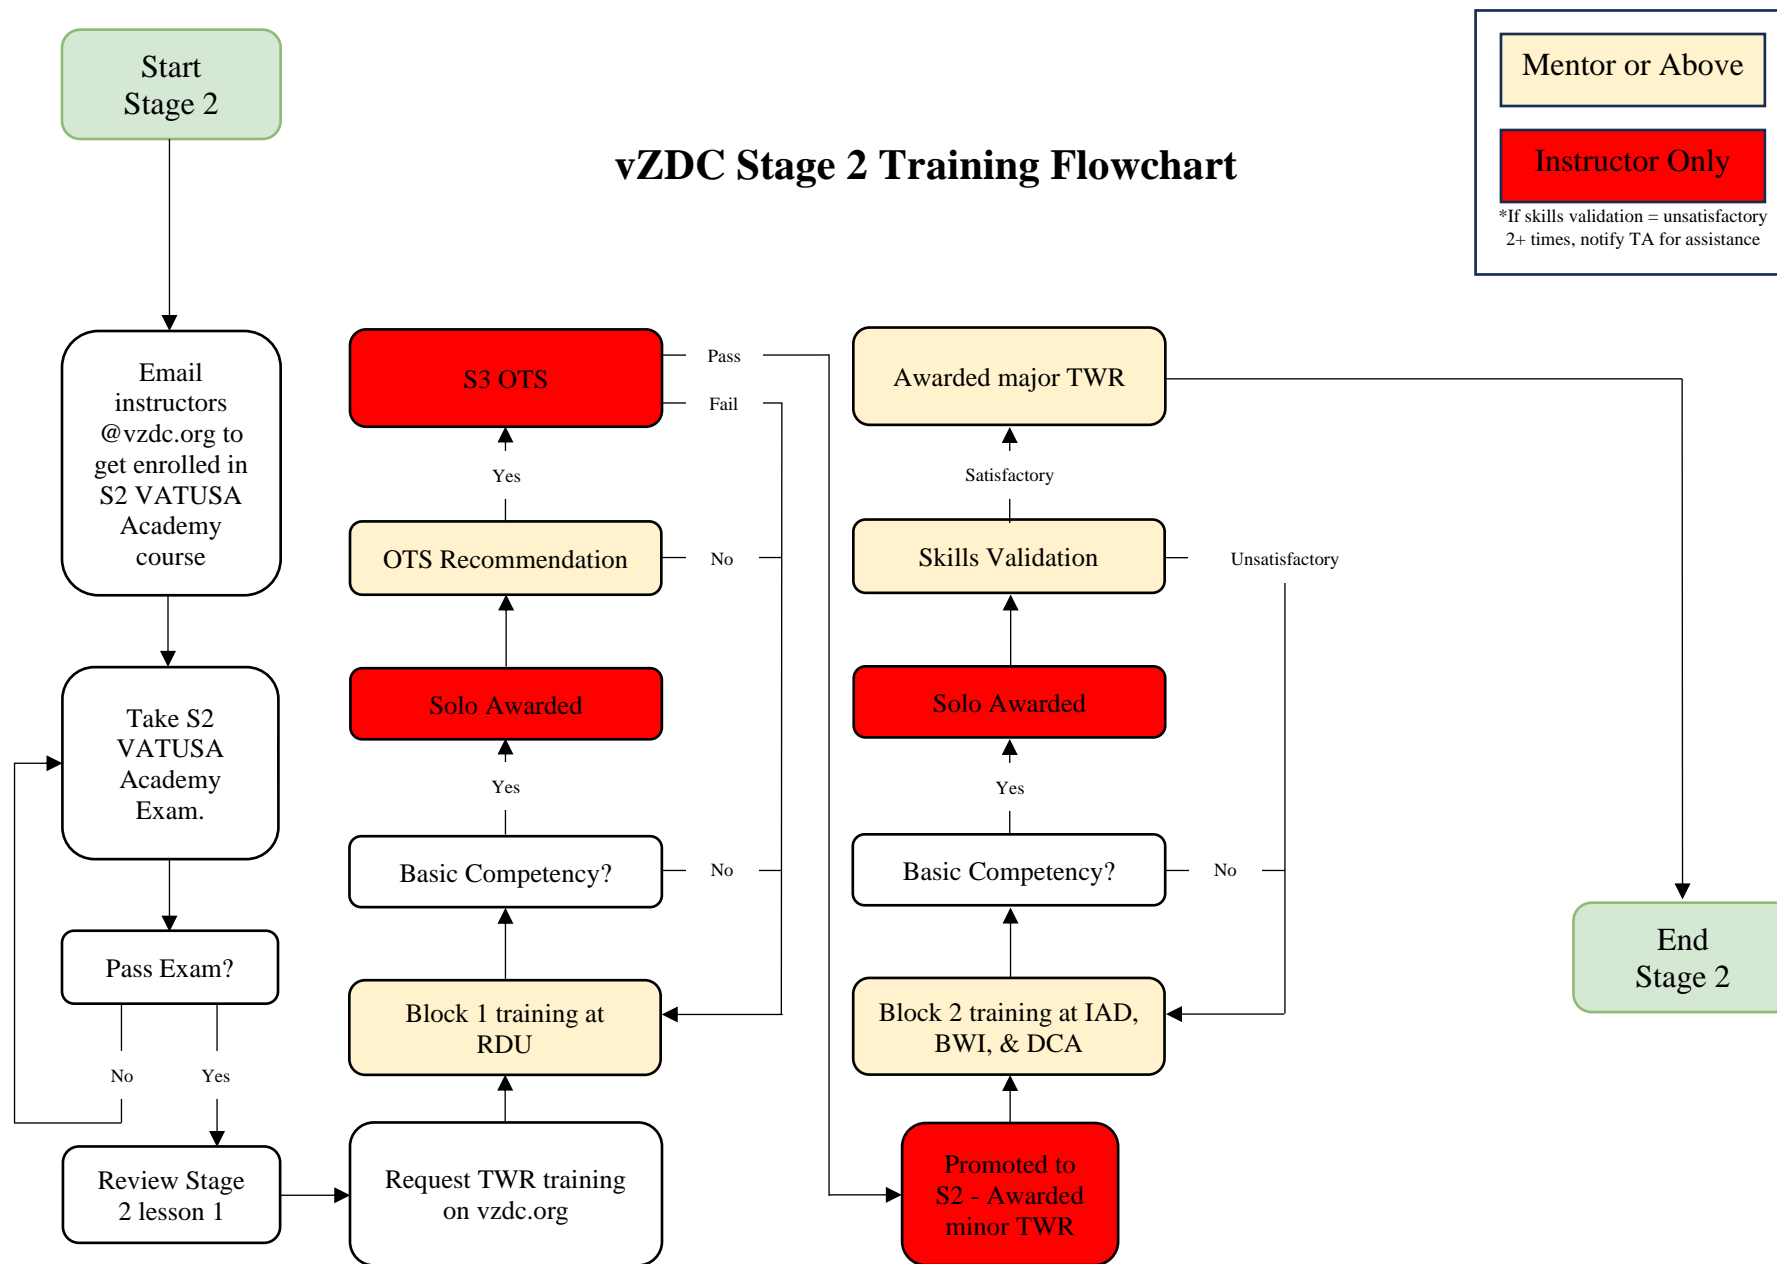 Start
Stage 2
vZDC Stage 2 Training Flowchart
Mentor or Above
Instructor Only
*If skills validation = unsatisfactory
2+ times, notify TA for assistance
Email
instructors
@vzdc.org to
get enrolled in
S2 VATUSA
Academy
course
Take S2
VATUSA
Academy
Exam.
Pass Exam?
No
Yes
Review Stage
2 lesson 1
Request TWR training
on vzdc.org
Block 1 training at
RDU
Basic Competency?
No
Yes
Solo Awarded
OTS Recommendation
No
Yes
S3 OTS
Pass
Fail
Promoted to
S2 - Awarded
minor TWR
Block 2 training at IAD,
BWI, & DCA
Basic Competency?
No
Yes
Solo Awarded
Skills Validation
Unsatisfactory
Satisfactory
Awarded major TWR
End
Stage 2